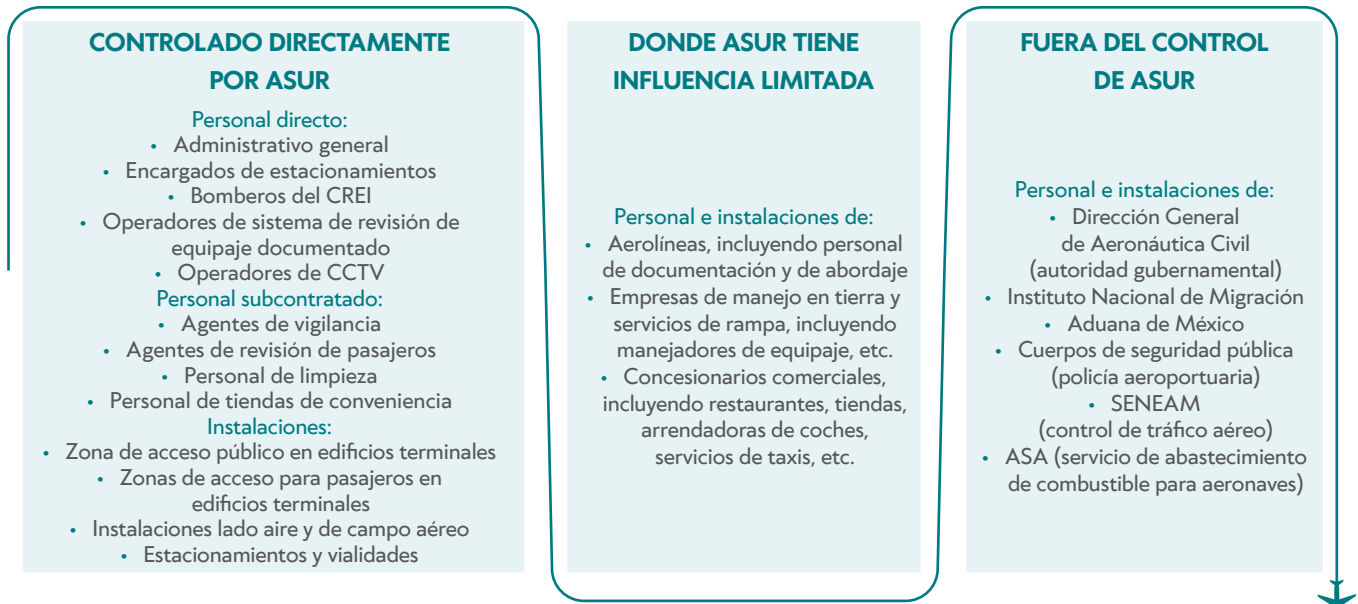 CONTROLADO DIRECTAMENTE
POR ASUR
Personal directo:
• Administrativo general
• Encargados de estacionamientos
• Bomberos del CREI
• Operadores de sistema de revisión de
equipaje documentado
• Operadores de CCTV
Personal subcontratado:
• Agentes de vigilancia
• Agentes de revisión de pasajeros
• Personal de limpieza
• Personal de tiendas de conveniencia
Instalaciones:
• Zona de acceso público en edificios terminales
• Zonas de acceso para pasajeros en
edificios terminales
• Instalaciones lado aire y de campo aéreo
• Estacionamientos y vialidades
DONDE ASUR TIENE
INFLUENCIA LIMITADA
Personal e instalaciones de:
• Aerolíneas, incluyendo personal
de documentación y de abordaje
• Empresas de manejo en tierra y
servicios de rampa, incluyendo
manejadores de equipaje, etc.
• Concesionarios comerciales,
incluyendo restaurantes, tiendas,
arrendadoras de coches,
servicios de taxis, etc.
FUERA DEL CONTROL
DE ASUR
Personal e instalaciones de:
• Dirección General
de Aeronáutica Civil
(autoridad gubernamental)
• Instituto Nacional de Migración
• Aduana de México
• Cuerpos de seguridad pública
(policía aeroportuaria)
• SENEAM
(control de tráfico aéreo)
• ASA (servicio de abastecimiento
de combustible para aeronaves)